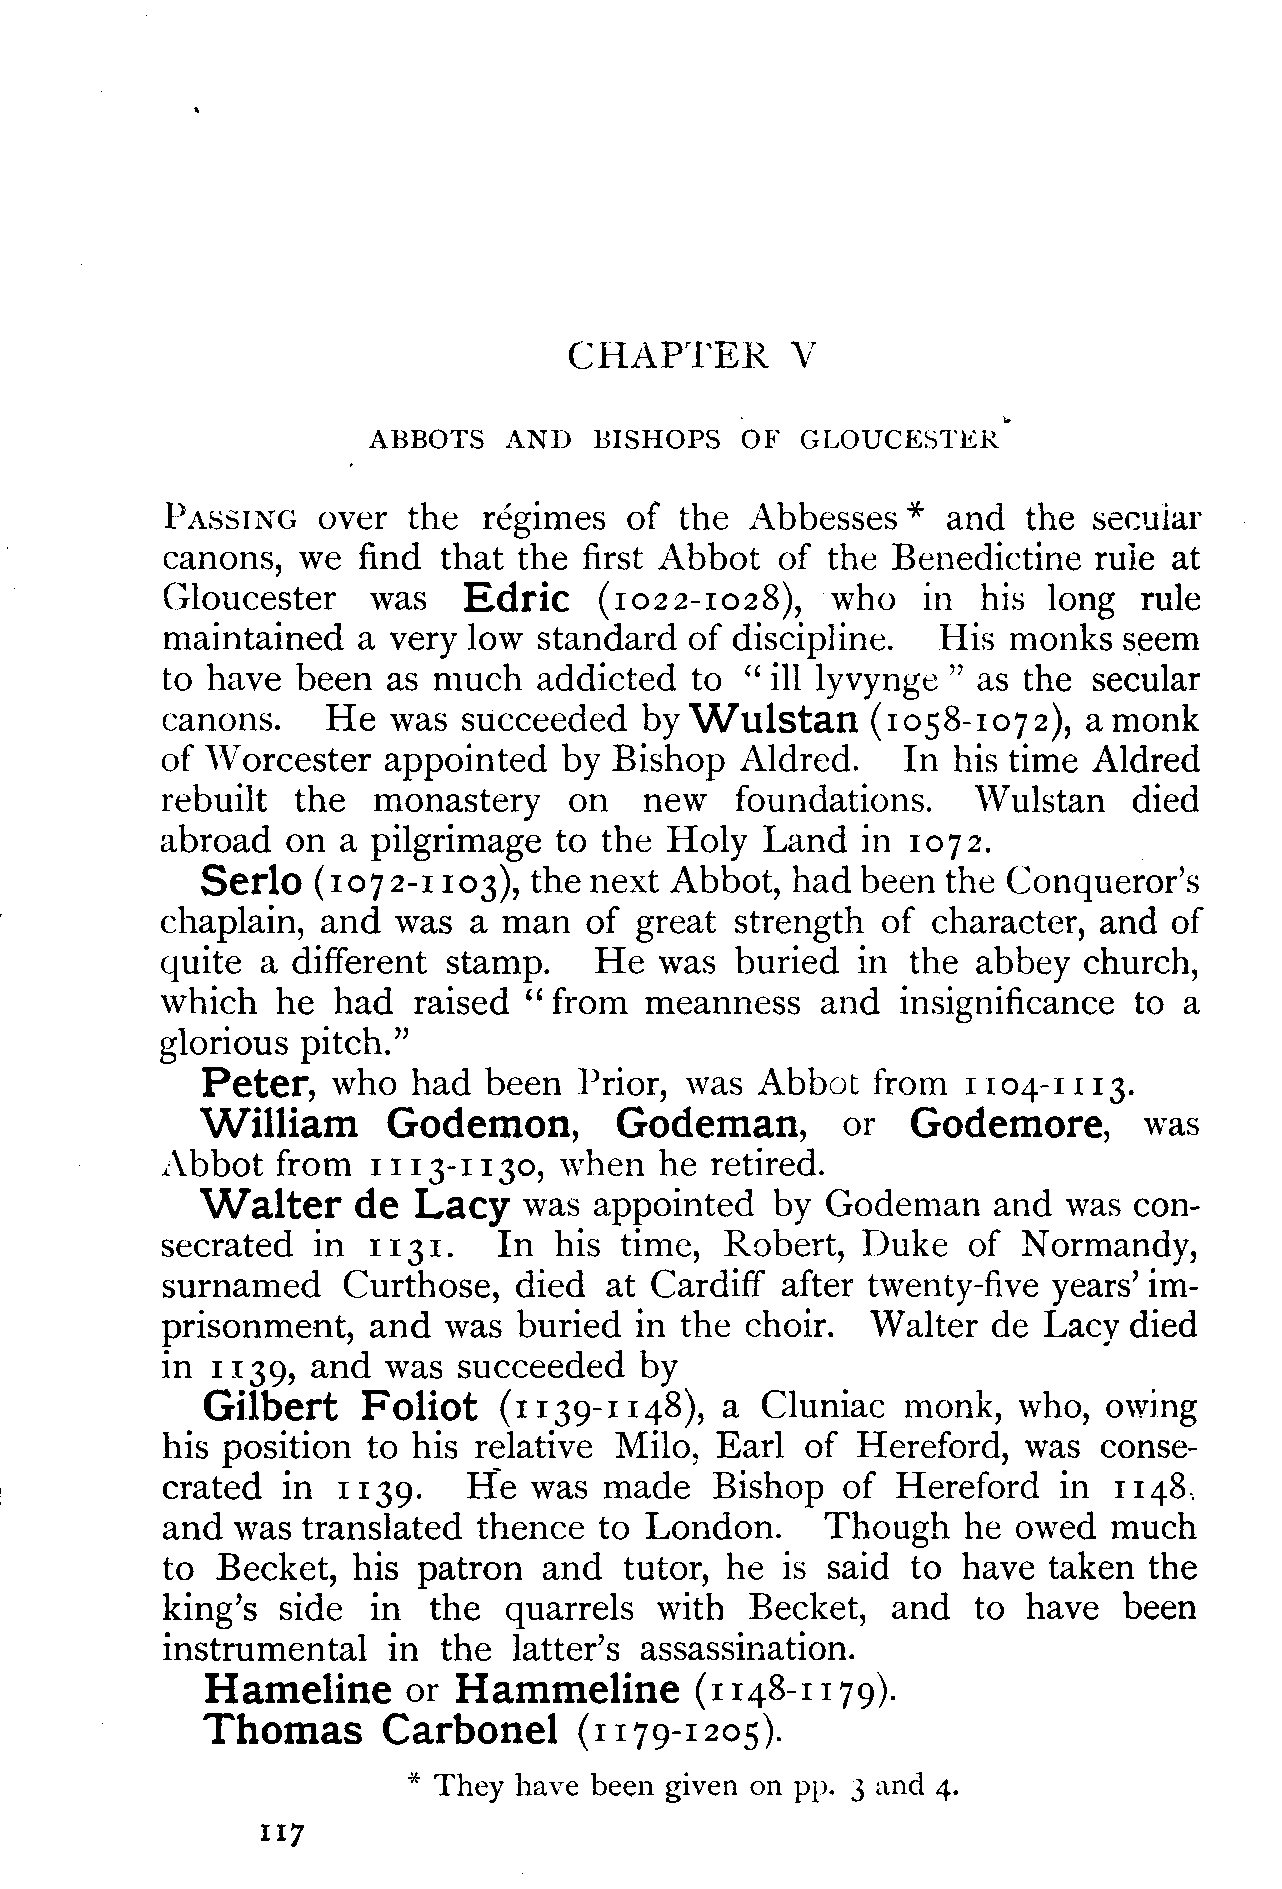 CHAPTER V
ABBOTS AND BISHOPS OF GLOUCESTER
PASSING over the régimes of the Abbesses * and the secular
canons, we find that the first Abbot of the Benedictine rule at
Gloucester was Edric (1022-1028), who in his long rule
maintained a very low standard of discipline. His monks seem
to have been as much addicted to " ill lyvynge " as the secular
canons. He was succeeded by Wulstan (1058-1072), a monk
of Worcester appointed by Bishop Aldred. In his time Aldred
rebuilt the monastery on new foundations. Wulstan died
abroad on a pilgrimage to the Holy Land in 1072.
Serlo (1072-1103), the next Abbot, had been the Conqueror's
chaplain, and was a man of great strength of character, and of
quite a different stamp. He was buried in the abbey church,
which he had raised " from meanness and insignificance to a
glorious pitch."
Peter, who had been Prior, was Abbot from 1104-1113.
William Godemon, Godeman, or Godemore, was
Abbot from 1113-1130, when he retired.
Walter de Lacy was appointed by Godeman and was con-
secrated in 1131. In his time, Robert, Duke of Normandy,
surnamed Curthose, died at Cardiff after twenty-five years' im-
prisonment, and was buried in the choir. Walter de Lacy died
in 1139, and was succeeded by
Gilbert Foliot (1139-1148), a Cluniac monk, who, owing
his position to his relative Milo, Earl of Hereford, was conse-
crated in 1139. He was made Bishop of Hereford in 1148,
and was translated thence to London. Though he owed much
to Becket, his patron and tutor, he is said to have taken the
king's side in the quarrels with Becket, and to have been
instrumental in the latter's assassination.
Hameline or Hammeline (1148-1179).
Thomas Carbonel (1179-1205).
* They have been given on pp. 3 and 4.
117